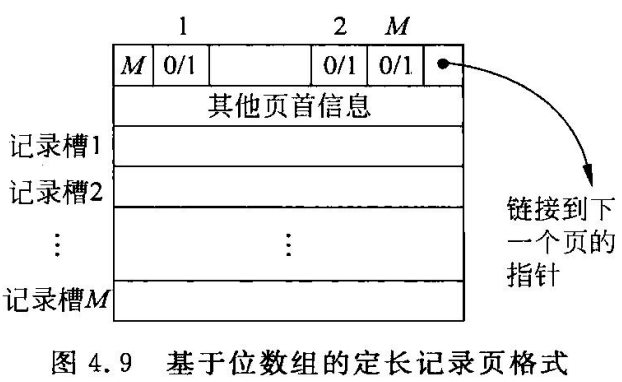 1 2 M
M 0/1 0/1 0/1
其他页首信息
记录槽1
记录槽2
⋮ ⋮
记录槽M
链接到下
一个页的
指针
图 4.9 基于位数组的定长记录页格式